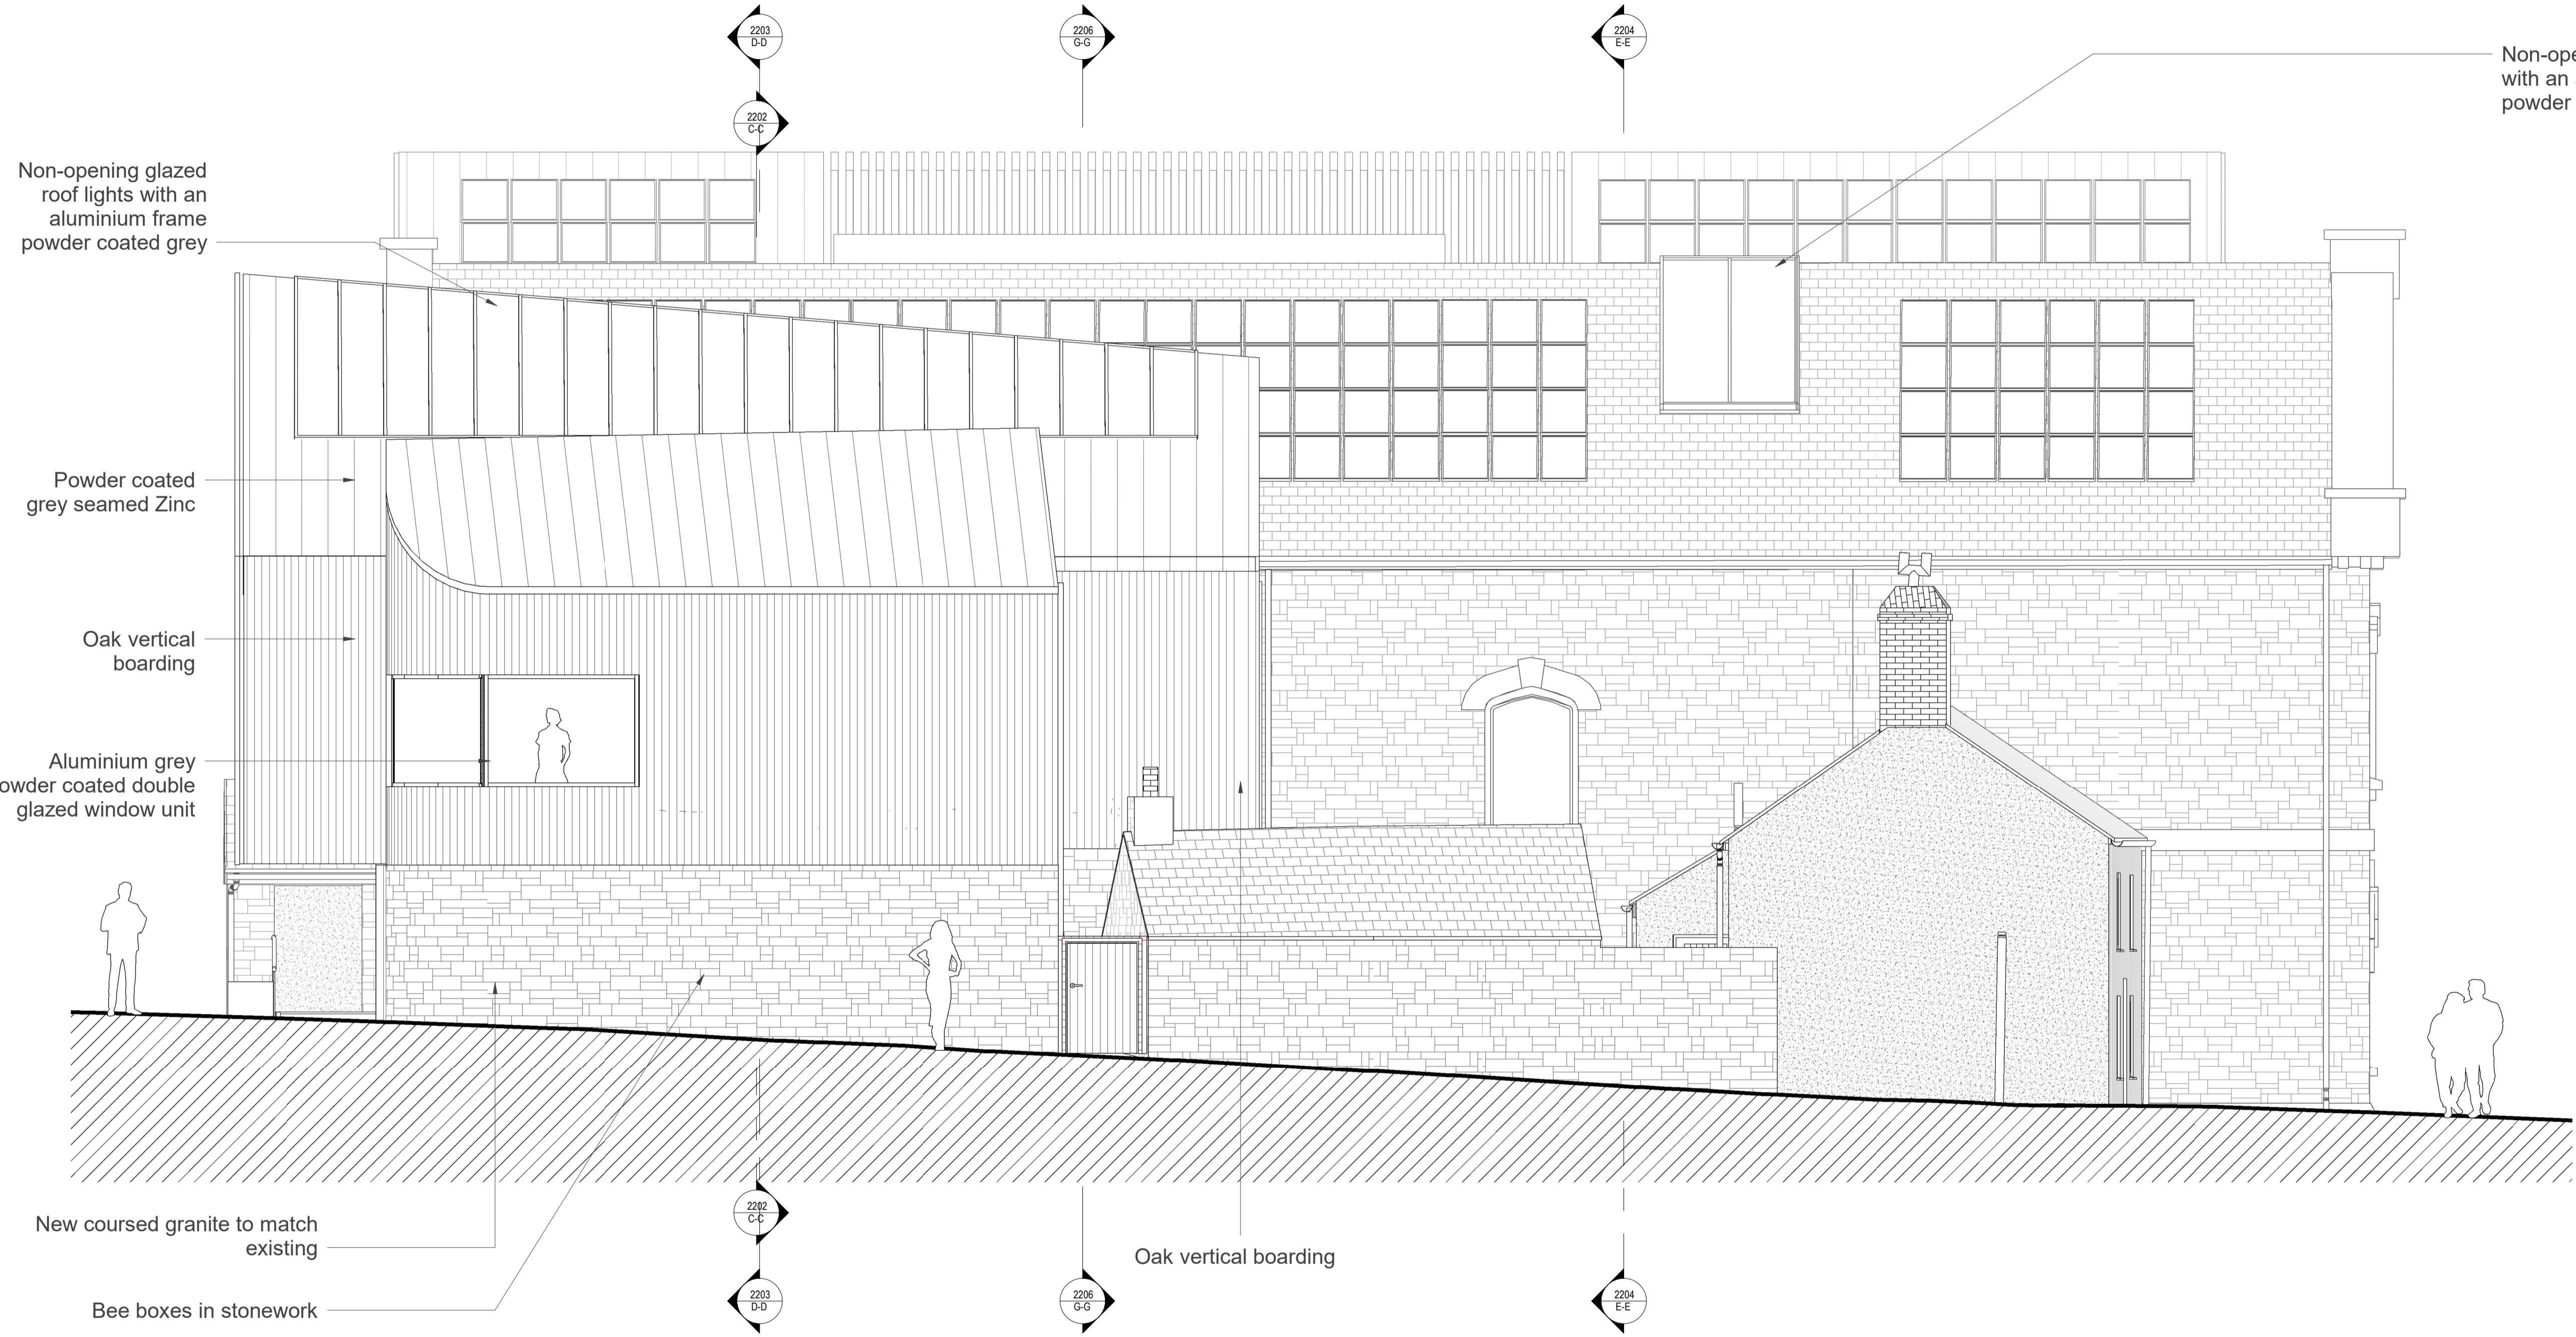 2203
D-D
2206
G-G
2204
E-E
2202
C-C
Non-ope
with an
powder
Non-opening glazed
roof lights with an
aluminium frame
powder coated grey
Powder coated
grey seamed Zinc
Oak vertical
boarding
Aluminium grey
owder coated double
glazed window unit
New coursed granite to match
existing
Bee boxes in stonework
Oak vertical boarding
2202
C-C
2203
D-D
2206
G-G
2204
E-E